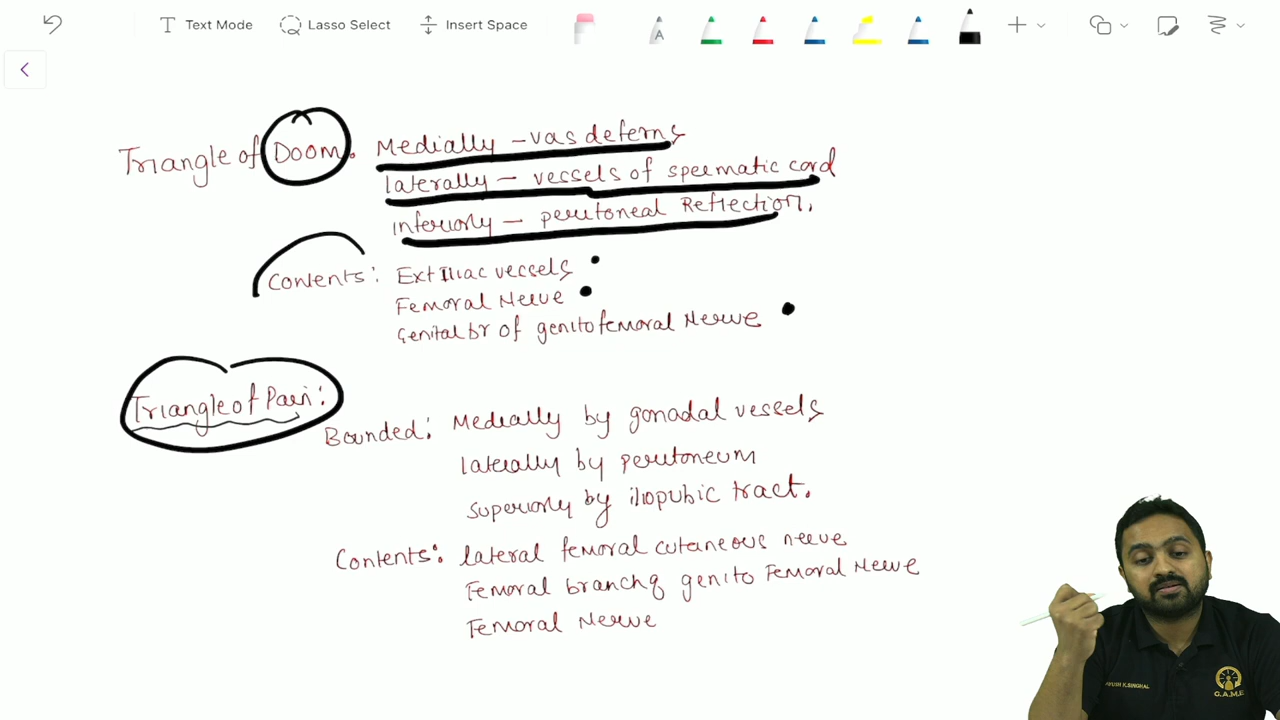 Text Mode
Lasso Select
Insert Space
Triangle of Doom. Medially - vas deferns
laterally - vessels of spermatic cord
inferiorly - peritoneal Reflection.
Contents: Ext Iliac vessels
Femoral Nerve
Genital br of genitofemoral Nerve
Triangle of Pain:
Bounded: Medially by gonadal vessels
laterally by peritoneum
superiorly by iliopubic tract.
Contents: lateral femoral cutaneous nerve
Femoral branch of genito Femoral Nerve
Femoral Nerve
G.A.M.E